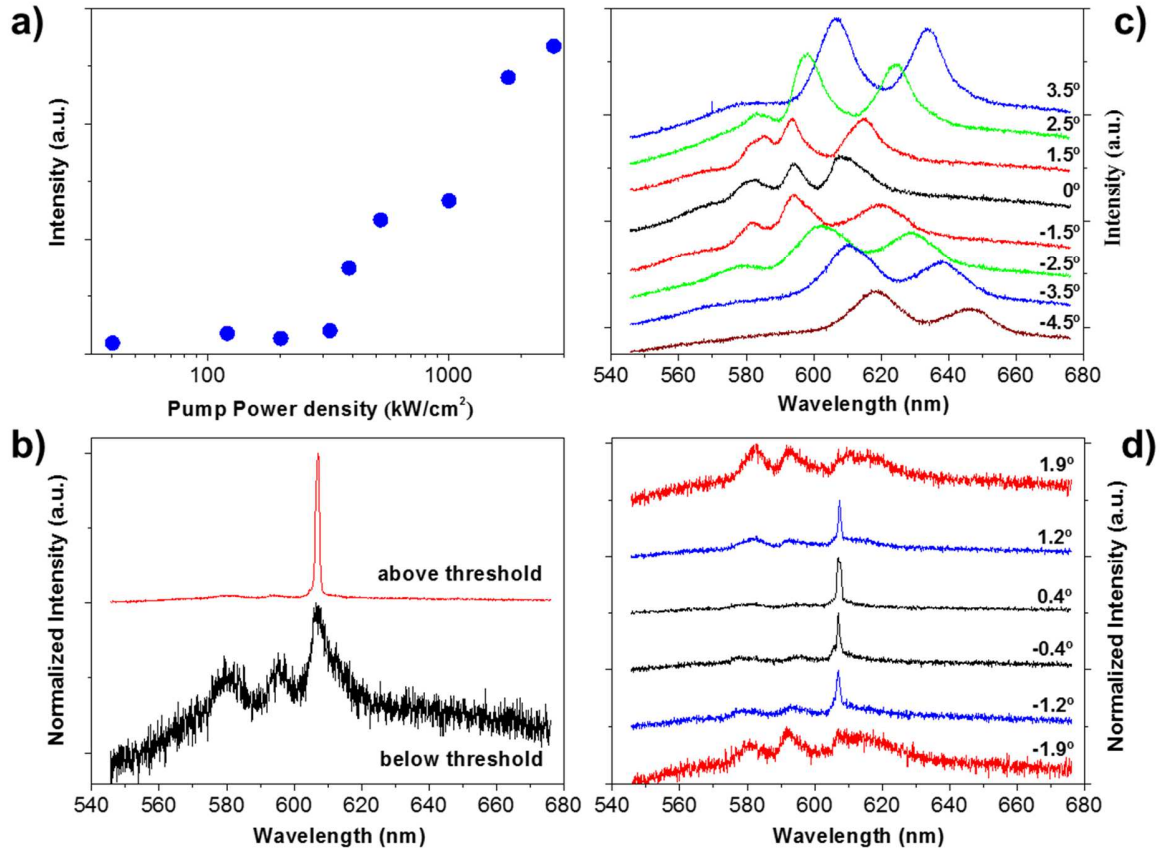 a)
Intensity (a.u.)
100
1000
Pump Power density (kW/cm²)
c)
3.5º
2.5º
1.5º
0º
-1.5º
-2.5º
-3.5º
-4.5º
Intensity (a.u.)
540 560 580 600 620 640 660 680
Wavelength (nm)
b)
Normalized Intensity (a.u.)
above threshold
below threshold
540 560 580 600 620 640 660 680
Wavelength (nm)
d)
1.9º
1.2º
0.4º
-0.4º
-1.2º
-1.9º
Normalized Intensity (a.u.)
540 560 580 600 620 640 660 680
Wavelength (nm)